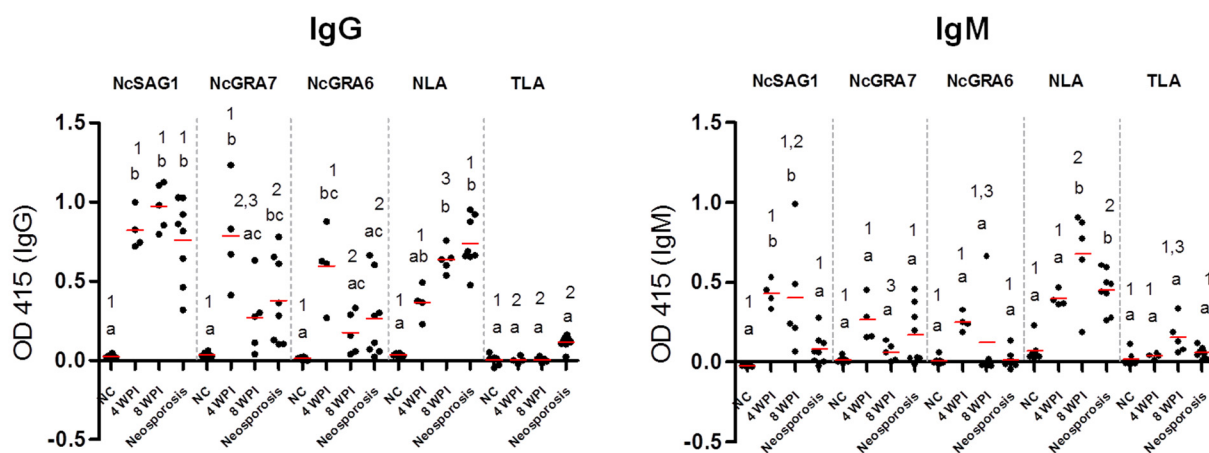 IgG
NcSAG1 NcGRA7 NcGRA6 NLA TLA
OD 415 (IgG)
1.5
1.0
0.5
0.0
-0.5
1 1 1 1
a b b b
1 1 2,3 2
a b ac bc
1 1 2 2
a bc ac ac
1 1 3 1
a ab b b
1 2 2 2
a a a a
NC 4 WPI 8 WPI Neosporosis NC 4 WPI 8 WPI Neosporosis NC 4 WPI 8 WPI Neosporosis NC 4 WPI 8 WPI Neosporosis NC 4 WPI 8 WPI Neosporosis
IgM
NcSAG1 NcGRA7 NcGRA6 NLA TLA
OD 415 (IgM)
1.5
1.0
0.5
0.0
-0.5
1 1 1,2 1
a b b a
1 1 3 1
a a a a
1 1 1,3 1
a a a a
1 1 2 2
a a b b
1 1 1,3 1
a a a a
NC 4 WPI 8 WPI Neosporosis NC 4 WPI 8 WPI Neosporosis NC 4 WPI 8 WPI Neosporosis NC 4 WPI 8 WPI Neosporosis NC 4 WPI 8 WPI Neosporosis